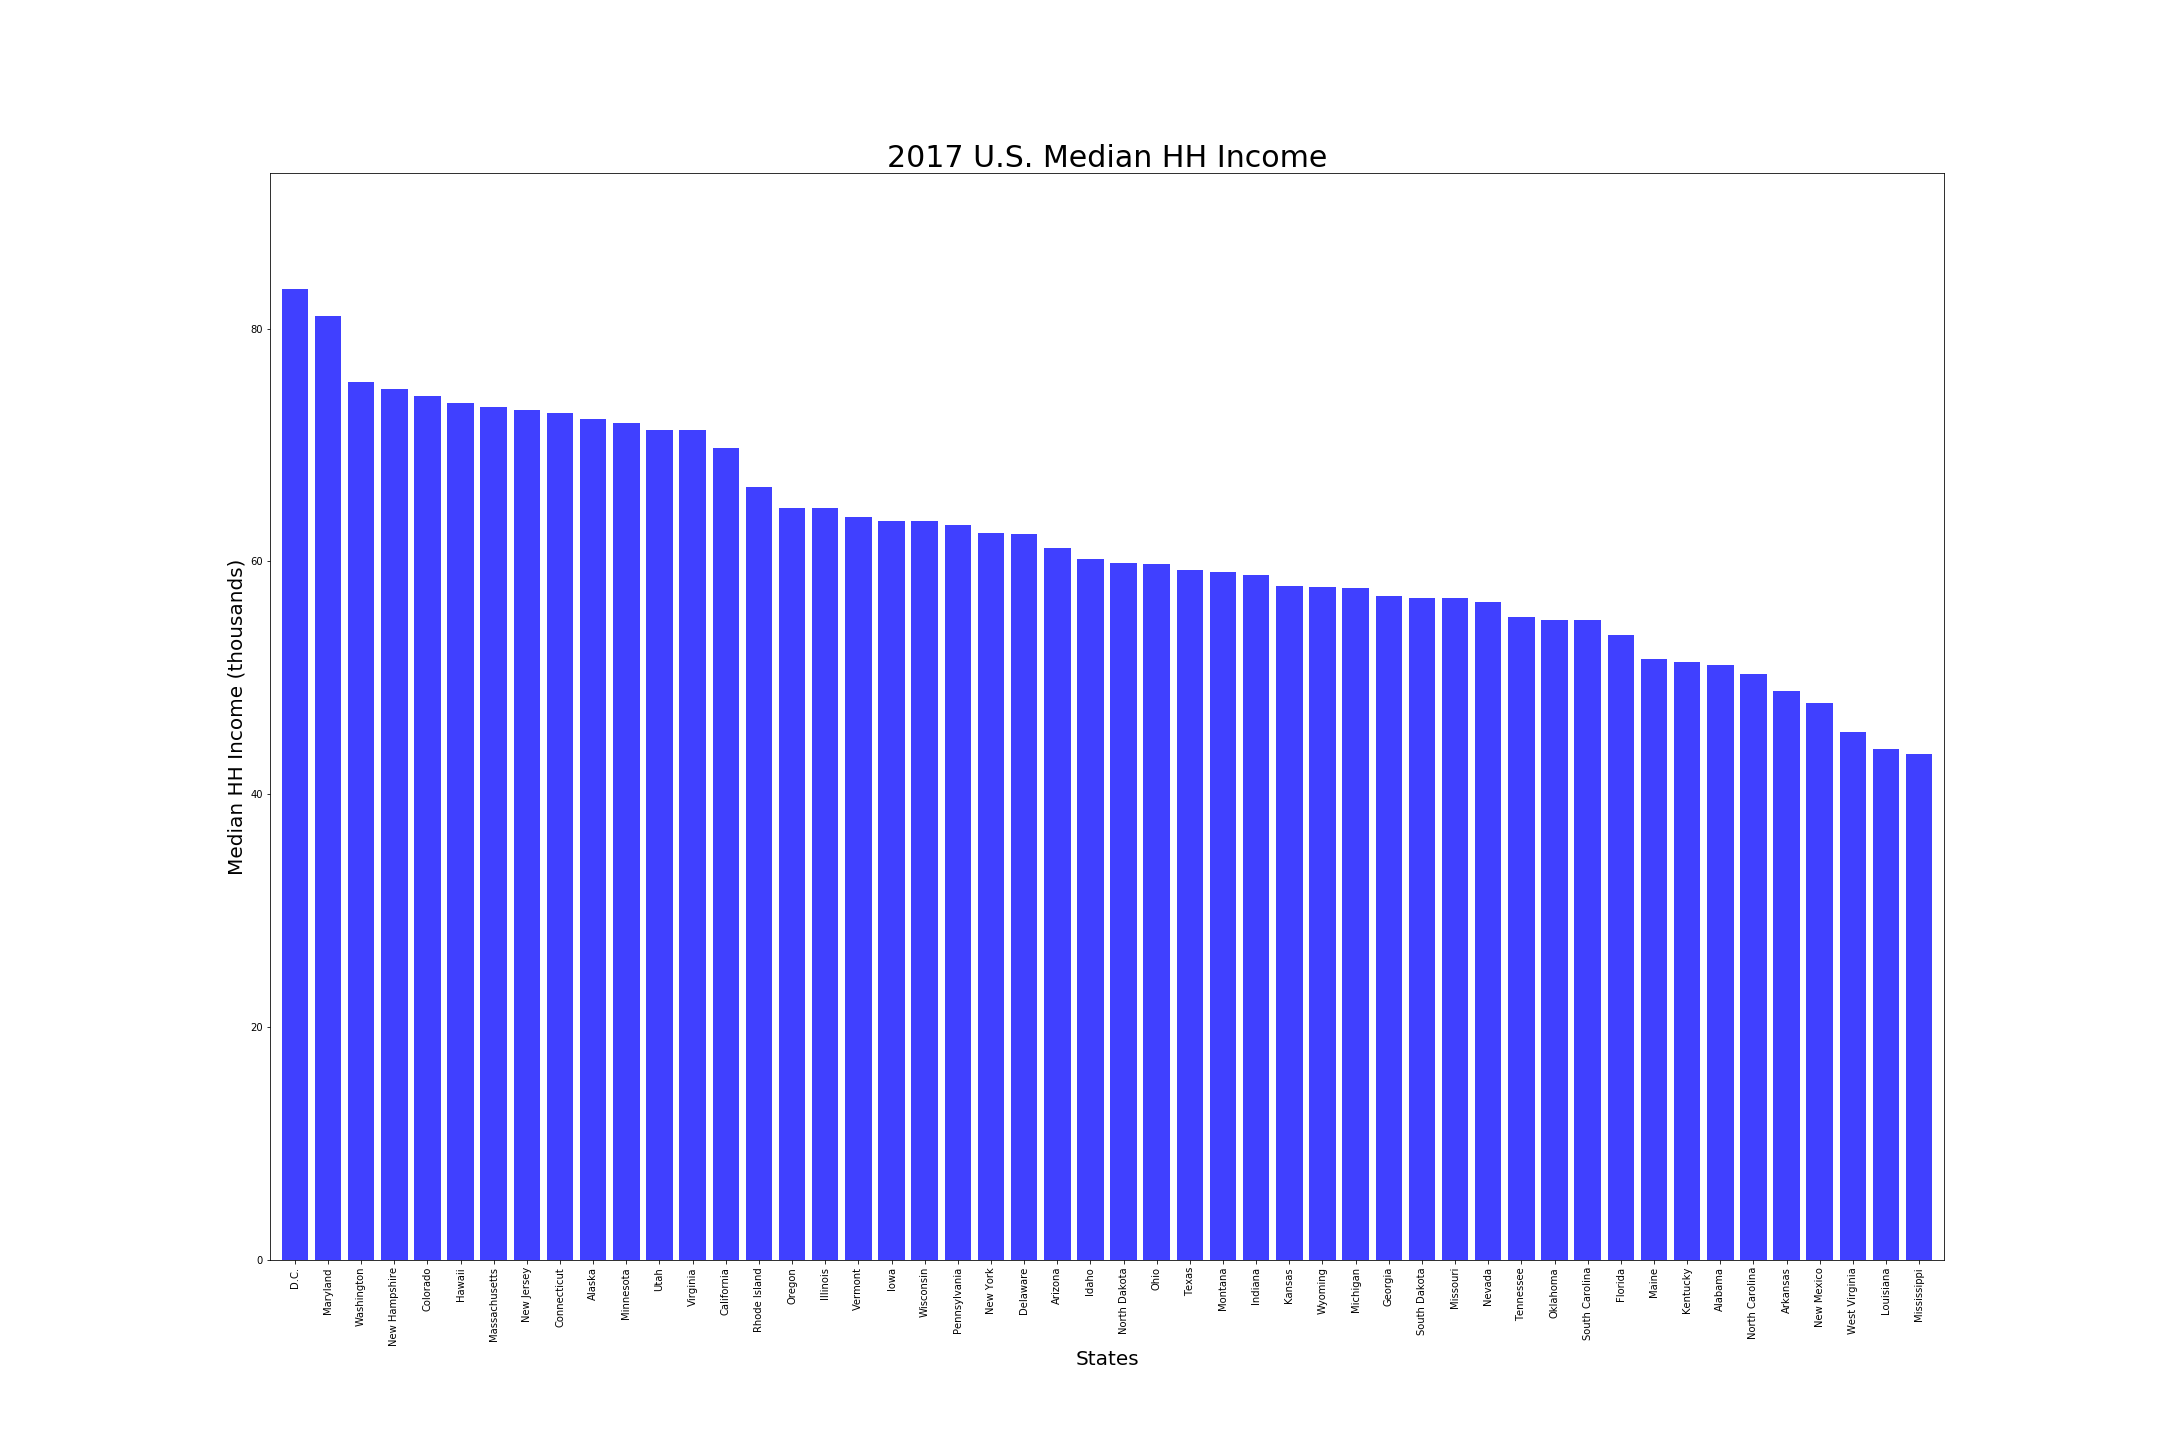 2017 U.S. Median HH Income
Median HH Income (thousands)
80
60
40
20
0
D.C.
Maryland
Washington
New Hampshire
Colorado
Hawaii
Massachusetts
New Jersey
Connecticut
Alaska
Minnesota
Utah
Virginia
California
Rhode Island
Oregon
Illinois
Vermont
Iowa
Wisconsin
Pennsylvania
New York
Delaware
Arizona
Idaho
North Dakota
Ohio
Texas
Montana
Indiana
Kansas
Wyoming
Michigan
Georgia
South Dakota
Missouri
Nevada
Tennessee
Oklahoma
South Carolina
Florida
Maine
Kentucky
Alabama
North Carolina
Arkansas
New Mexico
West Virginia
Louisiana
Mississippi
States